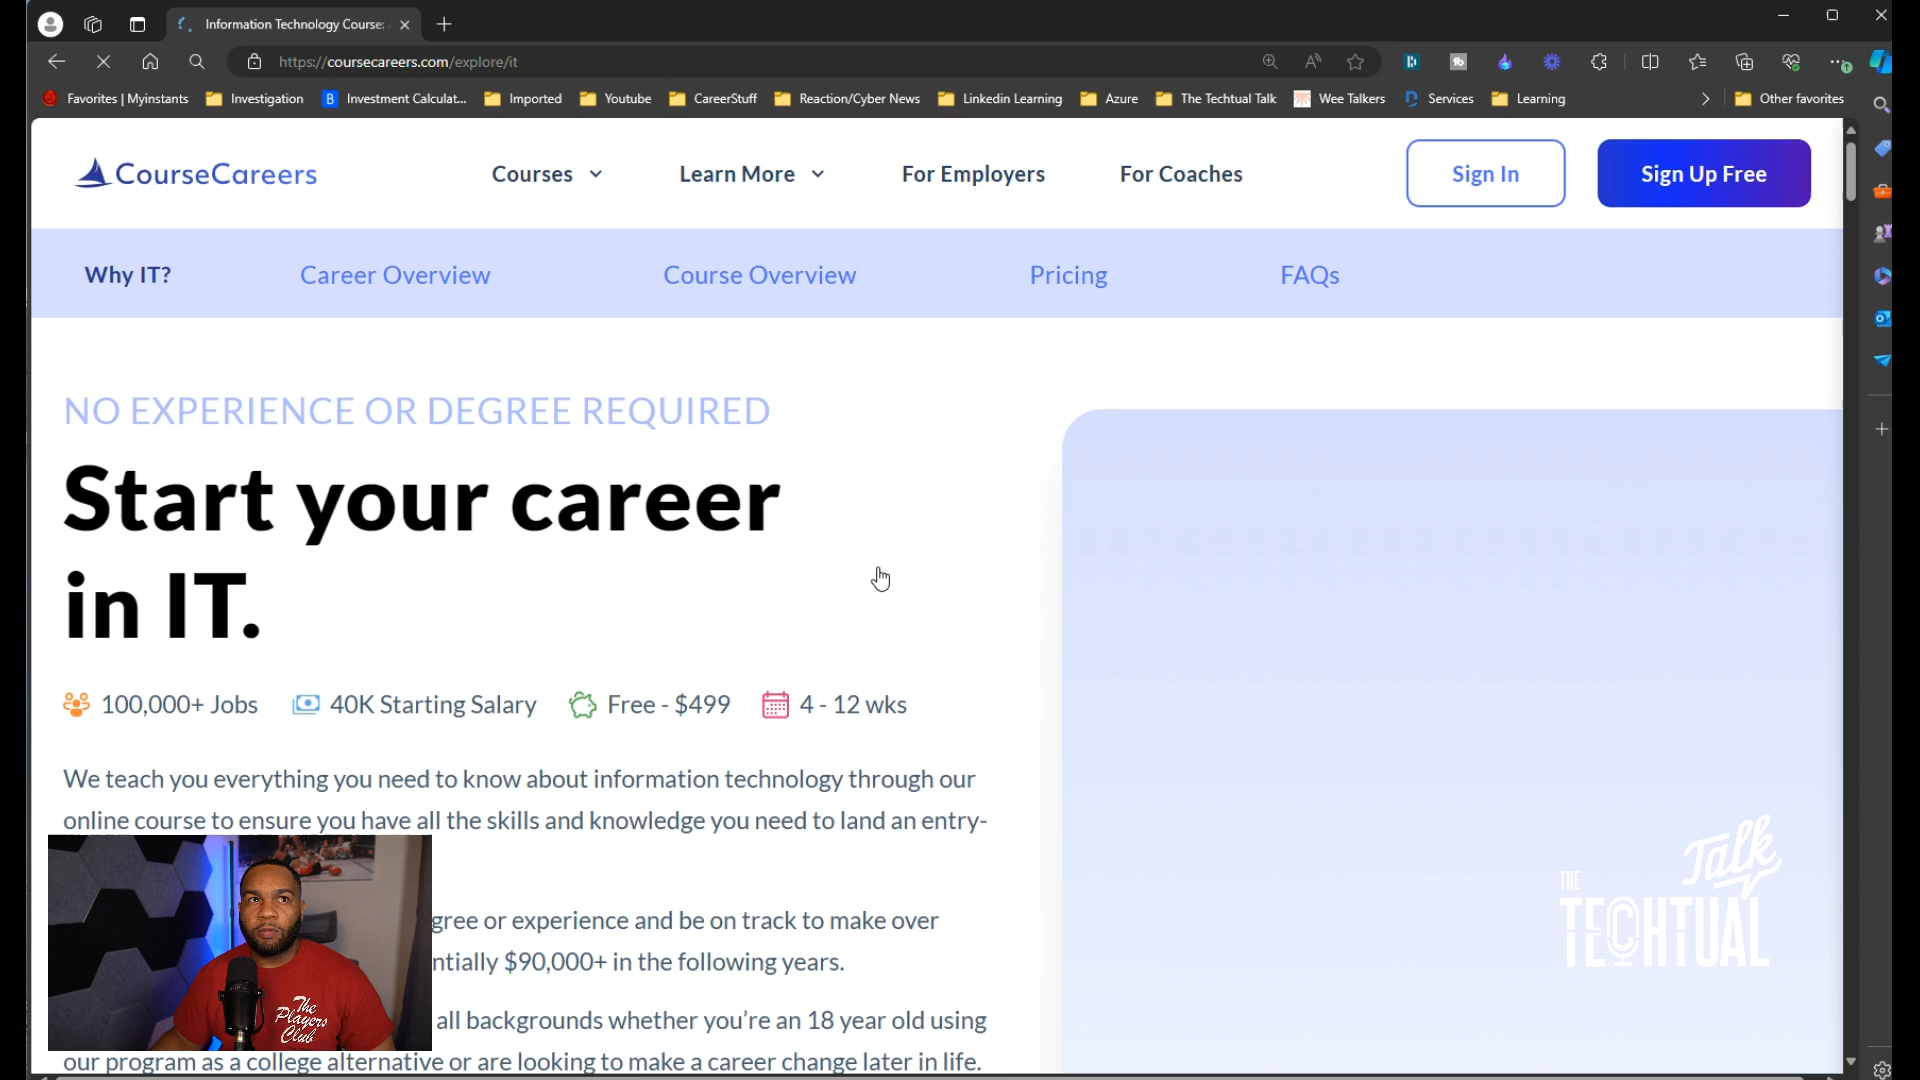 Information Technology Course:
https://coursecareers.com/explore/it
Favorites | Myinstants
Investigation
Investment Calculat...
Imported
Youtube
CareerStuff
Reaction/Cyber News
Linkedin Learning
Azure
The Techtual Talk
Wee Talkers
Services
Learning
Other favorites
CourseCareers
Courses
Learn More
For Employers
For Coaches
Sign In
Sign Up Free
Why IT?
Career Overview
Course Overview
Pricing
FAQs
NO EXPERIENCE OR DEGREE REQUIRED
Start your career
in IT.
100,000+ Jobs
40K Starting Salary
Free - $499
4 - 12 wks
We teach you everything you need to know about information technology through our
online course to ensure you have all the skills and knowledge you need to land an entry-
gree or experience and be on track to make over
ntially $90,000+ in the following years.
all backgrounds whether you're an 18 year old using
our program as a college alternative or are looking to make a career change later in life.
The
Players
Club
THE
TECHTUAL
Talk